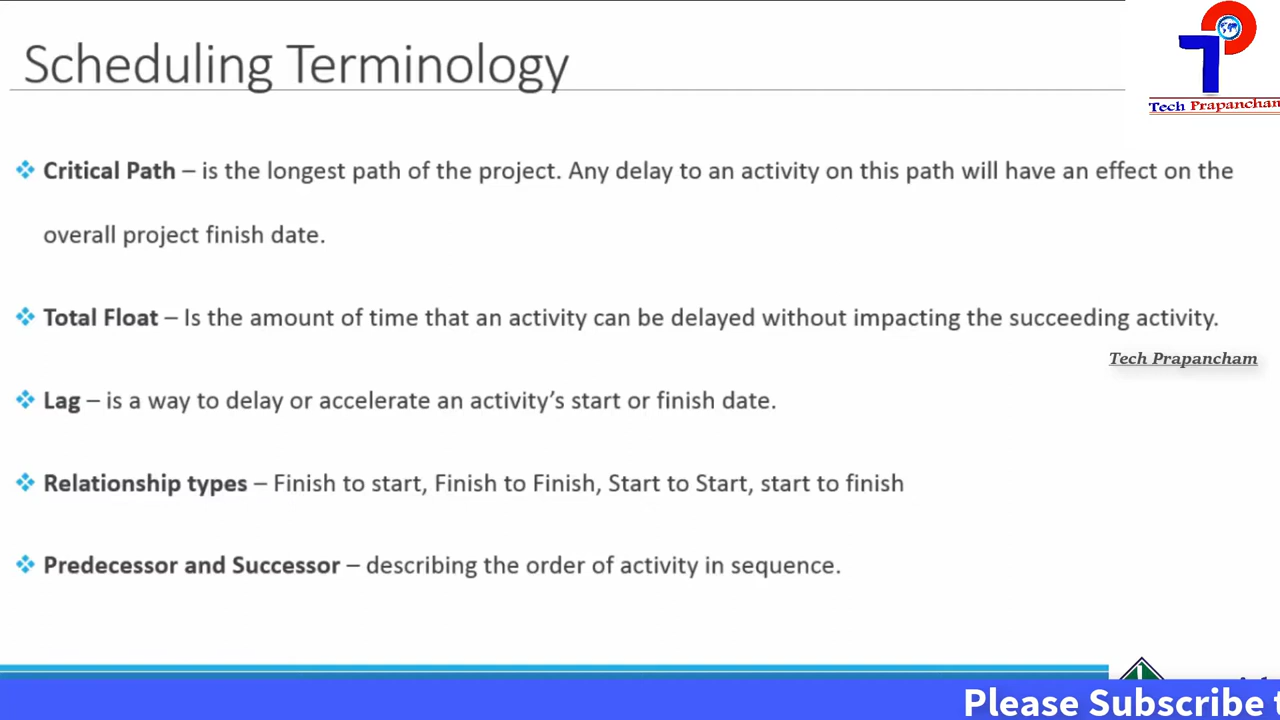 Scheduling Terminology
Tech Prapancham
Critical Path – is the longest path of the project. Any delay to an activity on this path will have an effect on the
overall project finish date.
Total Float – Is the amount of time that an activity can be delayed without impacting the succeeding activity.
Tech Prapancham
Lag – is a way to delay or accelerate an activity’s start or finish date.
Relationship types – Finish to start, Finish to Finish, Start to Start, start to finish
Predecessor and Successor – describing the order of activity in sequence.
Please Subscribe